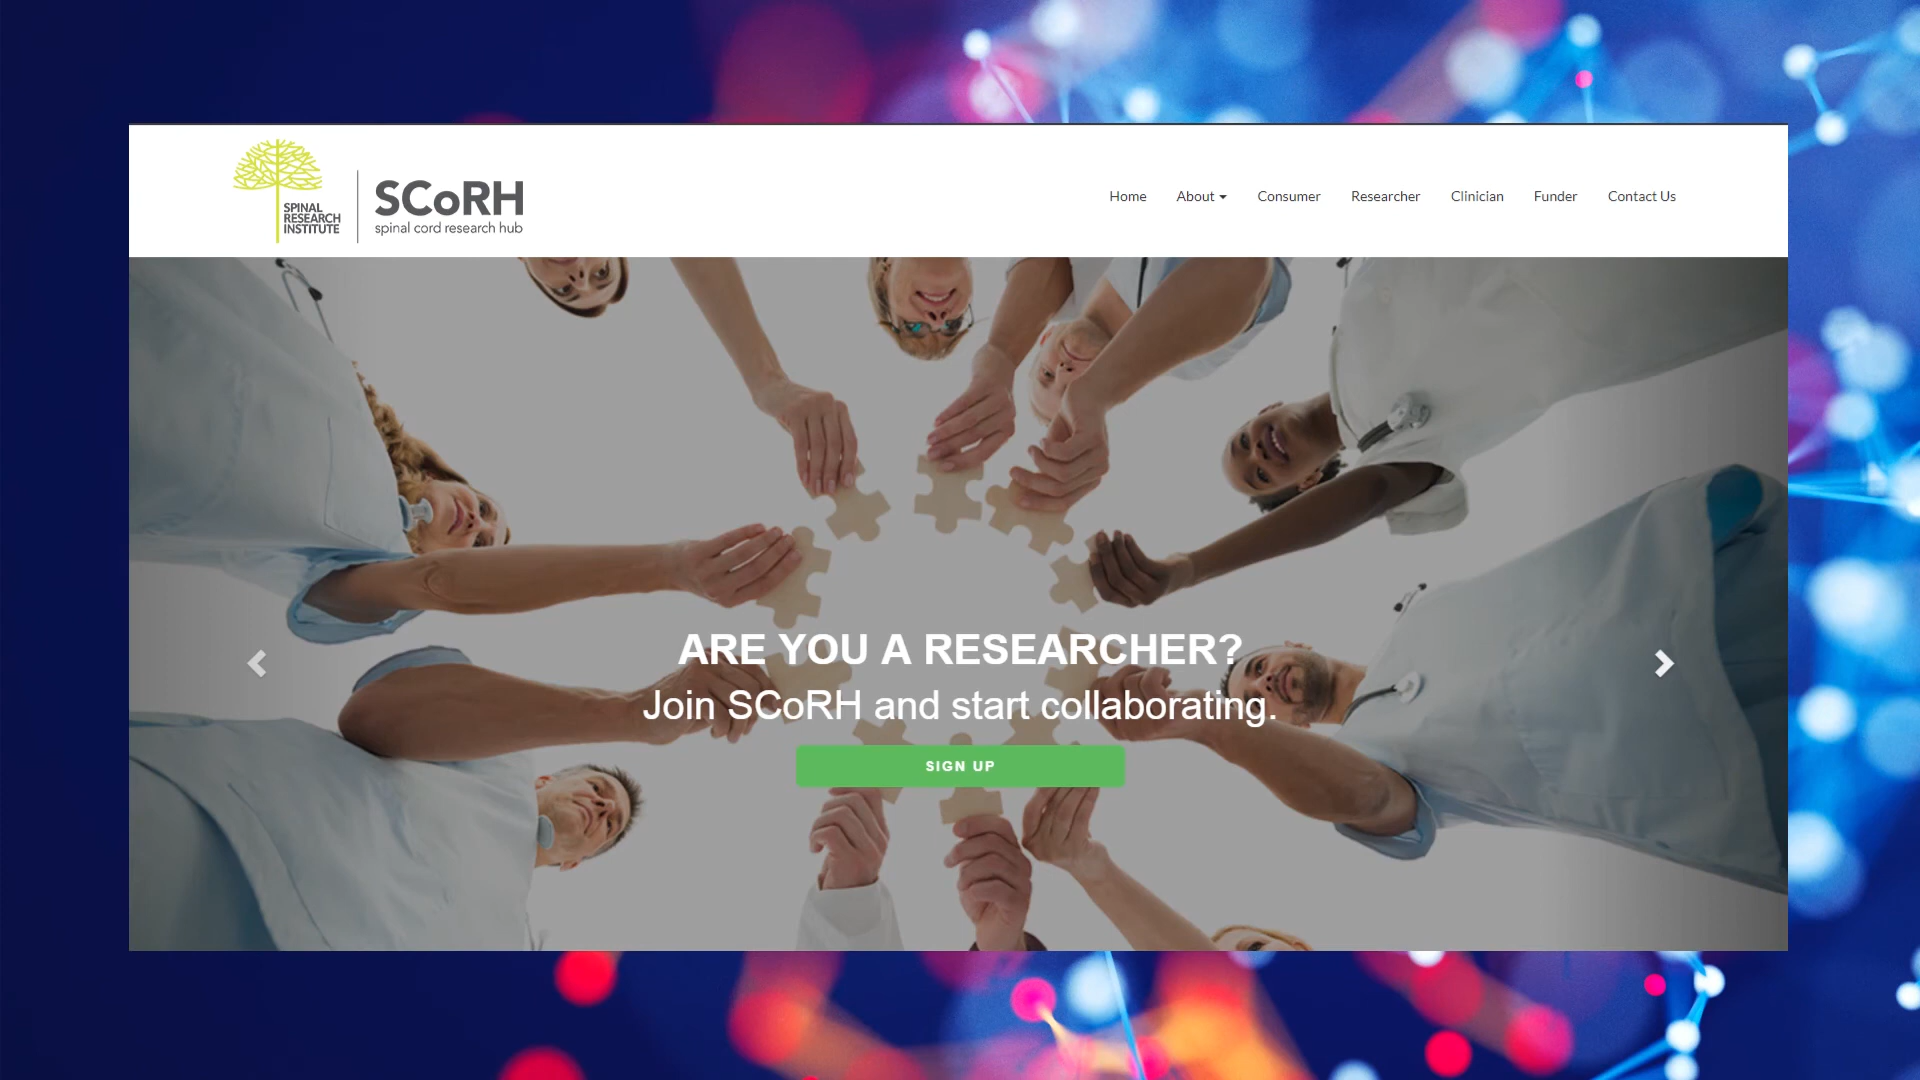 SPINAL
RESEARCH
INSTITUTE
SCoRH
spinal cord research hub
Home About Consumer Researcher Clinician Funder Contact Us
ARE YOU A RESEARCHER?
Join SCoRH and start collaborating.
SIGN UP